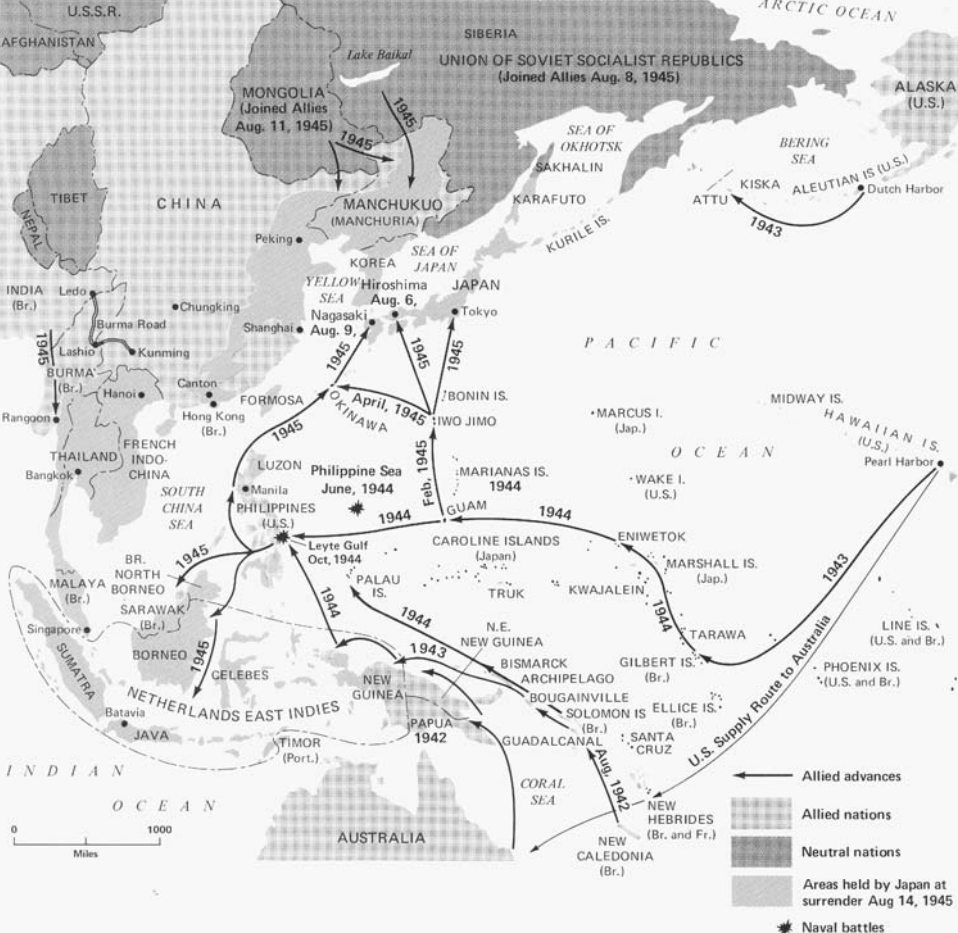 U.S.S.R.
AFGHANISTAN
SIBERIA
ARCTIC OCEAN
Lake Baikal
UNION OF SOVIET SOCIALIST REPUBLICS
(Joined Allies Aug. 8, 1945)
MONGOLIA
(Joined Allies
Aug. 11, 1945)
1945
1945
ALASKA
(U.S.)
SEA OF
OKHOTSK
BERING
SEA
SAKHALIN
KARAFUTO
KURILE IS.
ATTU
KISKA
ALEUTIAN IS (U.S.)
Dutch Harbor
1943
TIBET
NEPAL
CHINA
MANCHUKUO
(MANCHURIA)
Peking
KOREA
SEA OF
JAPAN
YELLOW
SEA
Hiroshima
Aug. 6,
JAPAN
Nagasaki
Aug. 9,
Tokyo
INDIA
(Br.)
Ledo
Burma Road
Chungking
Shanghai
Lashio
Kunming
1945
BURMA
(Br.)
1945
1945
1945
PACIFIC
Hanoi
Canton
Hong Kong
(Br.)
FORMOSA
OKINAWA
April, 1945
BONIN IS.
IWO JIMO
MARCUS I.
(Jap.)
MIDWAY IS.
HAWAIIAN IS.
(U.S.)
Pearl Harbor
Rangoon
THAILAND
Bangkok
FRENCH
INDO-
CHINA
1945
LUZON
Manila
PHILIPPINES
(U.S.)
Philippine Sea
June, 1944
Feb, 1945
MARIANAS IS.
1944
OCEAN
WAKE I.
(U.S.)
SOUTH
CHINA
SEA
GUAM
1944
1944
Leyte Gulf
Oct, 1944
CAROLINE ISLANDS
(Japan)
ENIWETOK
MARSHALL IS.
(Jap.)
1943
1945
BR.
NORTH
BORNEO
MALAYA
(Br.)
SARAWAK
(Br.)
PALAU
IS.
TRUK
KWAJALEIN
1944
1944
1944
Singapore
SUMATRA
BORNEO
1945
CELEBES
N.E.
NEW GUINEA
1943
TARAWA
GILBERT IS.
(Br.)
LINE IS.
(U.S. and Br.)
PHOENIX IS.
(U.S. and Br.)
BISMARCK
ARCHIPELAGO
NEW
GUINEA
BOUGAINVILLE
SOLOMON IS
(Br.)
ELLICE IS.
(Br.)
U.S. Supply Route to Australia
NETHERLANDS EAST INDIES
Batavia
JAVA
TIMOR
(Port.)
PAPUA
1942
GUADALCANAL
SANTA
CRUZ
INDIAN
OCEAN
CORAL
SEA
Aug, 1942
NEW
HEBRIDES
(Br. and Fr.)
NEW
CALEDONIA
(Br.)
AUSTRALIA
0 1000
Miles
Allied advances
Allied nations
Neutral nations
Areas held by Japan at
surrender Aug 14, 1945
Naval battles